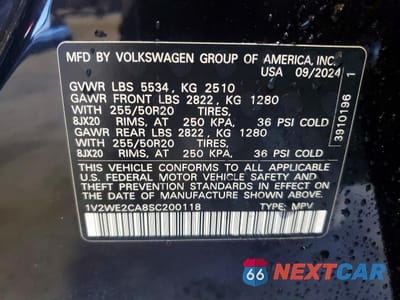 MFD BY VOLKSWAGEN GROUP OF AMERICA, INC.
USA 09/2024
GVWR LBS 5534, KG 2510
GAWR FRONT LBS 2822, KG 1280
WITH 255/50R20 TIRES,
8JX20 RIMS, AT 250 KPA, 36 PSI COLD
GAWR REAR LBS 2822, KG 1280
WITH 255/50R20 TIRES,
8JX20 RIMS, AT 250 KPA, 36 PSI COLD
THIS VEHICLE CONFORMS TO ALL APPLICABLE
U.S. FEDERAL MOTOR VEHICLE SAFETY AND
THEFT PREVENTION STANDARDS IN EFFECT
ON THE DATE OF MANUFACTURE SHOWN
ABOVE.
1V2WE2CA8SC200118 TYPE: MPV
3910196 1
66 NEXTCAR